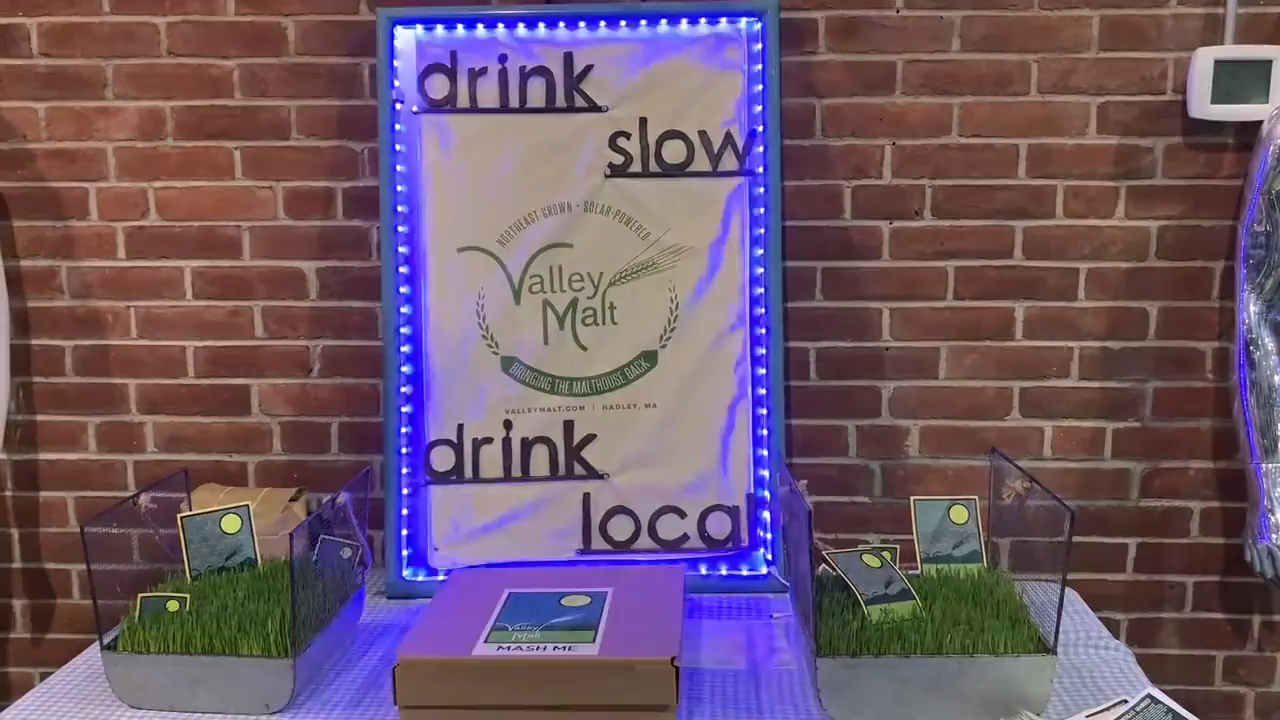 drink
slow
NORTHEAST GROWN • SOLAR-POWERED
Valley
Malt
BRINGING THE MALTHOUSE BACK
VALLEYMALT.COM | HADLEY, MA
drink
local
Valley
Malt
MASH ME